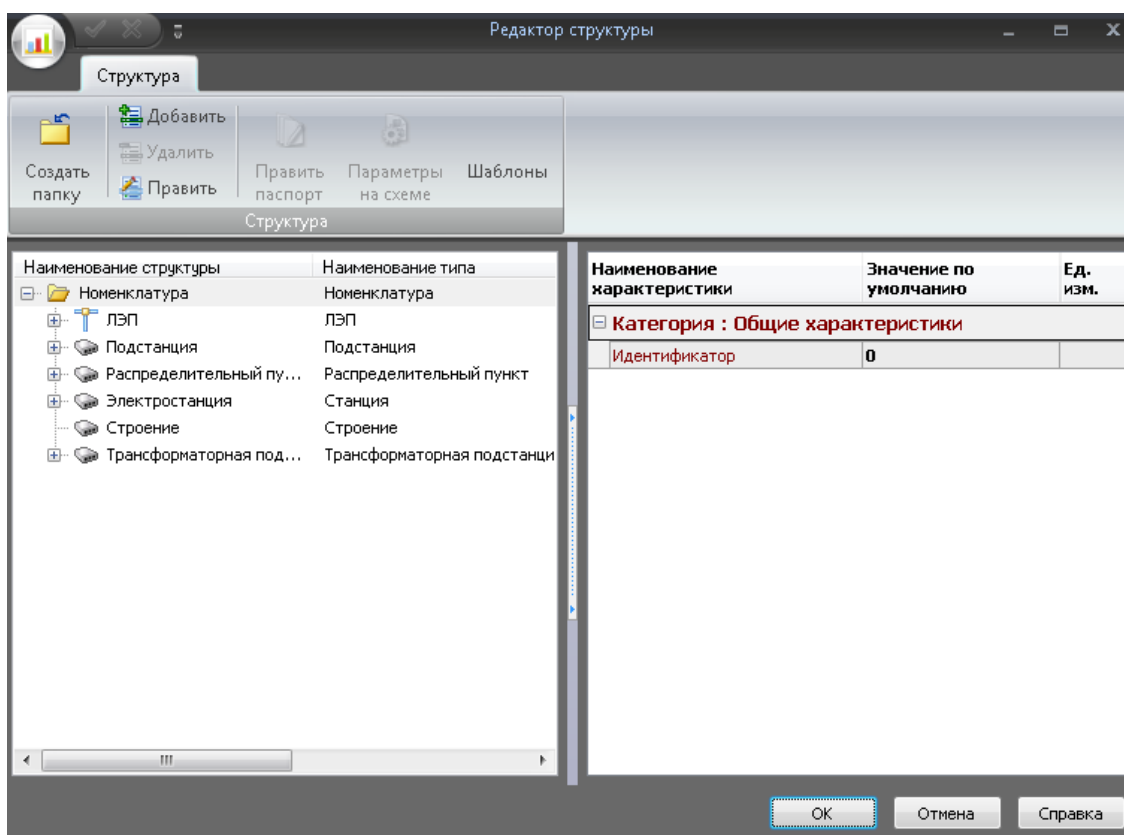 Редактор структуры
Структура
Создать папку
Добавить
Удалить
Править
Править паспорт
Параметры на схеме
Шаблоны
Структура
Наименование структуры Наименование типа
Номенклатура Номенклатура
ЛЭП ЛЭП
Подстанция Подстанция
Распределительный пу... Распределительный пункт
Электростанция Станция
Строение Строение
Трансформаторная под... Трансформаторная подстанци
Наименование характеристики Значение по умолчанию Ед. изм.
Категория : Общие характеристики
Идентификатор 0
OK Отмена Справка